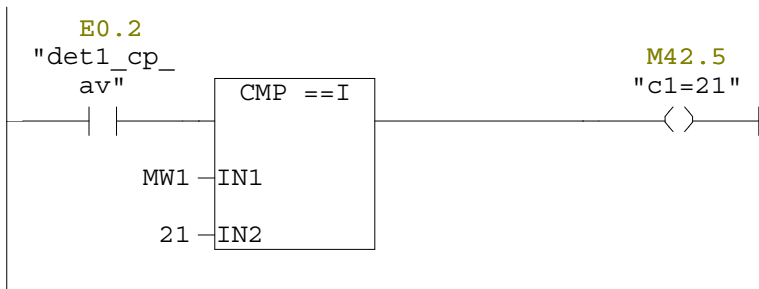 E0.2
"det1_cp_
av"
CMP ==I
M42.5
"c1=21"
MW1
IN1
21
IN2